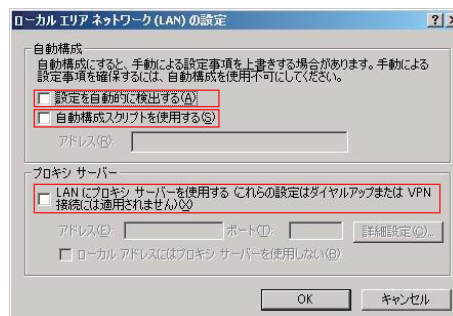 ローカル エリア ネットワーク (LAN) の設定
自動構成
自動構成にすると、手動による設定事項を上書きする場合があります。手動による
設定事項を確保するには、自動構成を使用不可にしてください。
設定を自動的に検出する(A)
自動構成スクリプトを使用する(S)
アドレス(R):
プロキシ サーバー
LAN にプロキシ サーバーを使用する (これらの設定はダイヤルアップまたは VPN
接続には適用されません)(X)
アドレス(E):
ポート(T):
詳細設定(C)...
ローカル アドレスにはプロキシ サーバーを使用しない(B)
OK
キャンセル